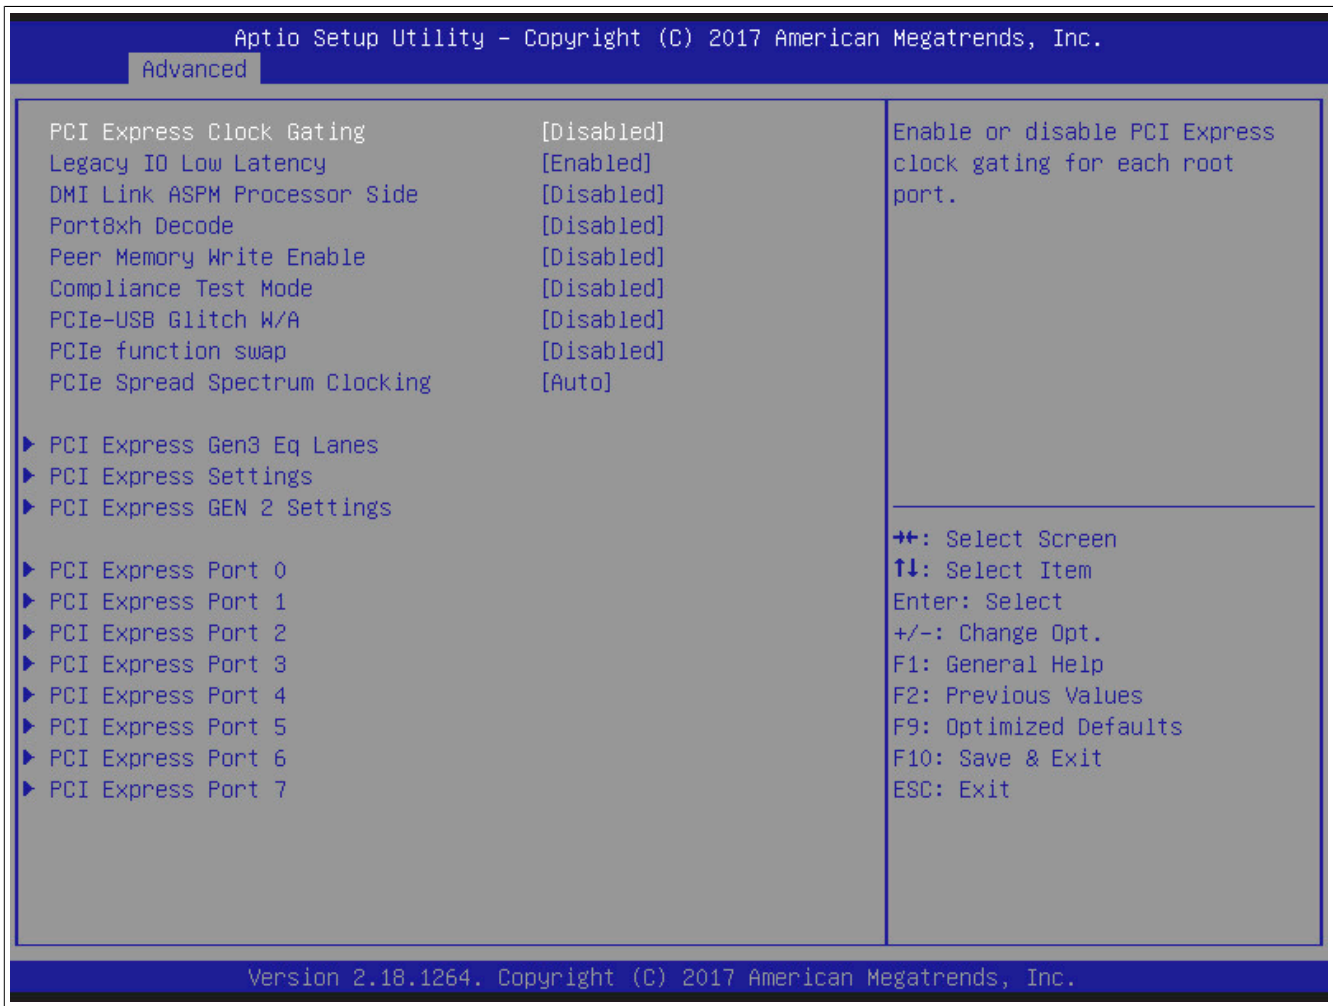 Aptio Setup Utility – Copyright (C) 2017 American Megatrends, Inc.
Advanced
PCI Express Clock Gating [Disabled]
Legacy IO Low Latency [Enabled]
DMI Link ASPM Processor Side [Disabled]
Port8xh Decode [Disabled]
Peer Memory Write Enable [Disabled]
Compliance Test Mode [Disabled]
PCIe-USB Glitch W/A [Disabled]
PCIe function swap [Disabled]
PCIe Spread Spectrum Clocking [Auto]
▶ PCI Express Gen3 Eq Lanes
▶ PCI Express Settings
▶ PCI Express GEN 2 Settings
▶ PCI Express Port 0
▶ PCI Express Port 1
▶ PCI Express Port 2
▶ PCI Express Port 3
▶ PCI Express Port 4
▶ PCI Express Port 5
▶ PCI Express Port 6
▶ PCI Express Port 7
Enable or disable PCI Express
clock gating for each root
port.
→←: Select Screen
↑↓: Select Item
Enter: Select
+/-: Change Opt.
F1: General Help
F2: Previous Values
F9: Optimized Defaults
F10: Save & Exit
ESC: Exit
Version 2.18.1264. Copyright (C) 2017 American Megatrends, Inc.